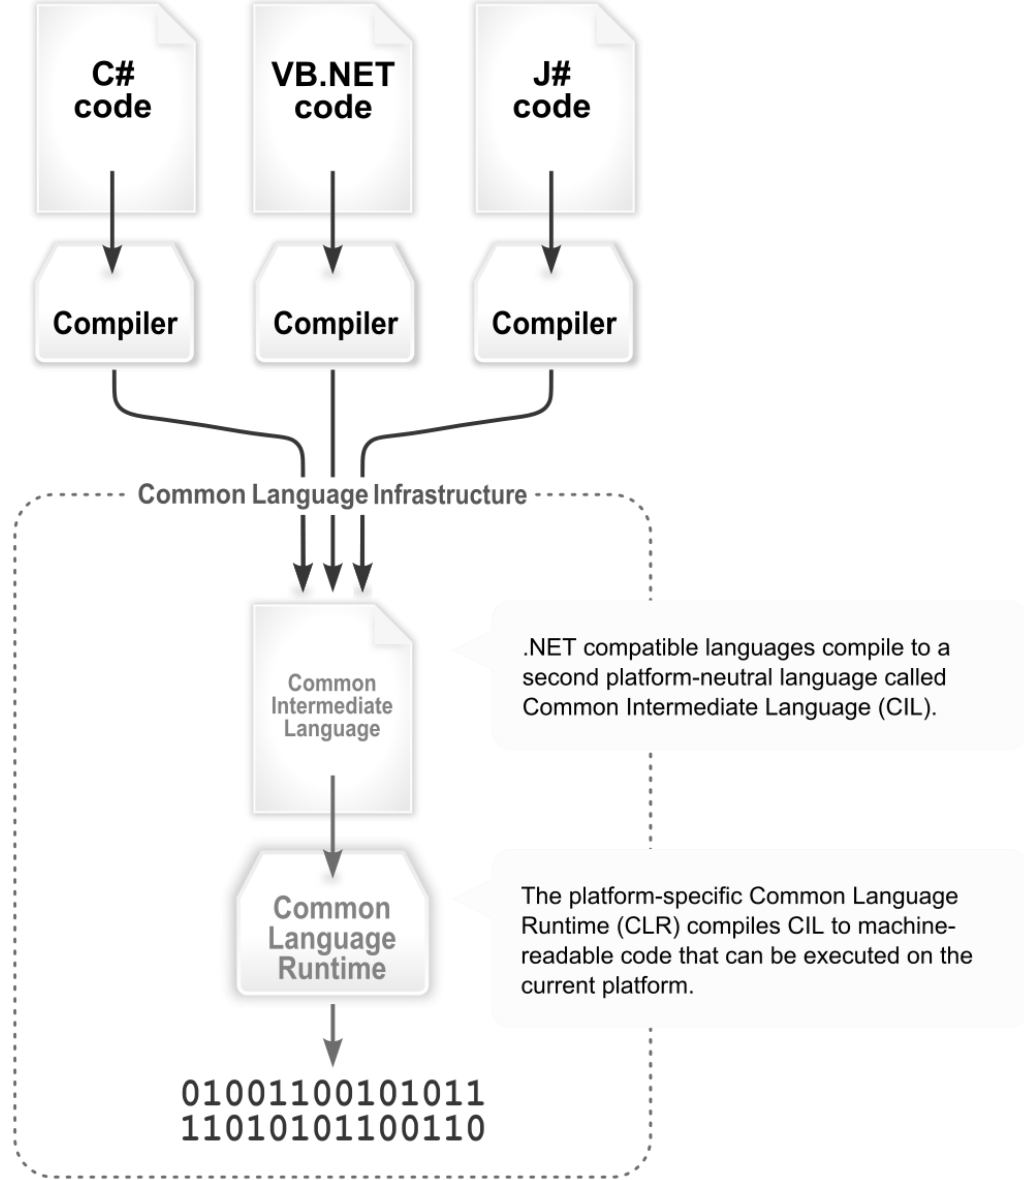 C#
code
VB.NET
code
J#
code
Compiler
Compiler
Compiler
Common Language Infrastructure
Common
Intermediate
Language
.NET compatible languages compile to a
second platform-neutral language called
Common Intermediate Language (CIL).
Common
Language
Runtime
The platform-specific Common Language
Runtime (CLR) compiles CIL to machine-
readable code that can be executed on the
current platform.
01001100101011
11010101100110